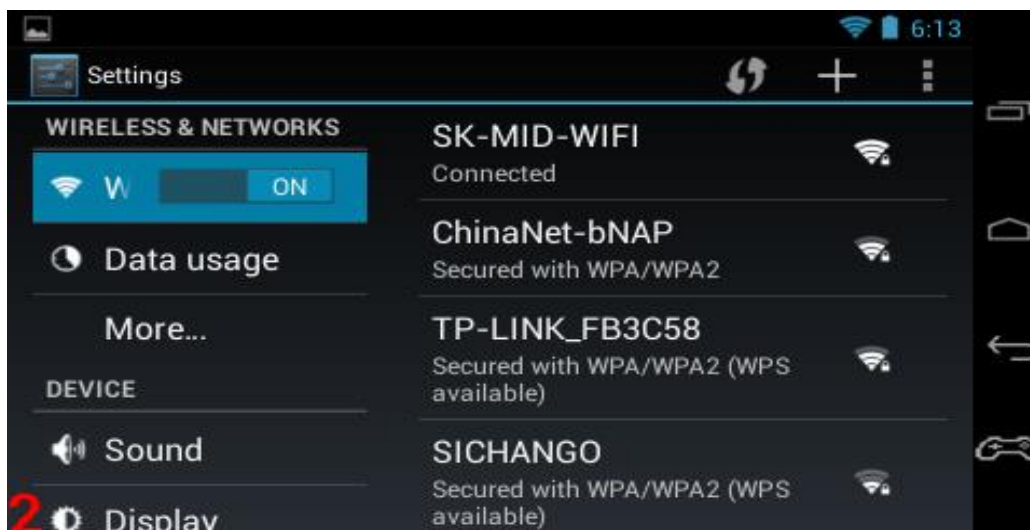 6:13
Settings
WIRELESS & NETWORKS
W
ON
Data usage
More...
DEVICE
Sound
Display
SK-MID-WIFI
Connected
ChinaNet-bNAP
Secured with WPA/WPA2
TP-LINK_FB3C58
Secured with WPA/WPA2 (WPS
available)
SICHANGO
Secured with WPA/WPA2 (WPS
available)
2